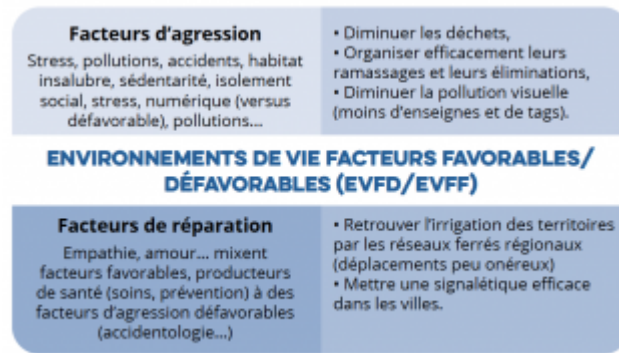 Facteurs d'agression
Stress, pollutions, accidents, habitat
insalubre, sédentarité, isolement
social, stress, numérique (versus
défavorable), pollutions...
• Diminuer les déchets,
• Organiser efficacement leurs
ramassages et leurs éliminations,
• Diminuer la pollution visuelle
(moins d'enseignes et de tags).
ENVIRONNEMENTS DE VIE FACTEURS FAVORABLES/
DÉFAVORABLES (EVFD/EVFF)
Facteurs de réparation
Empathie, amour... mixent
facteurs favorables, producteurs
de santé (soins, prévention) à des
facteurs d'agression défavorables
(accidentologie...)
• Retrouver l'irrigation des territoires
par les réseaux ferrés régionaux
(déplacements peu onéreux)
• Mettre une signalétique efficace
dans les villes.